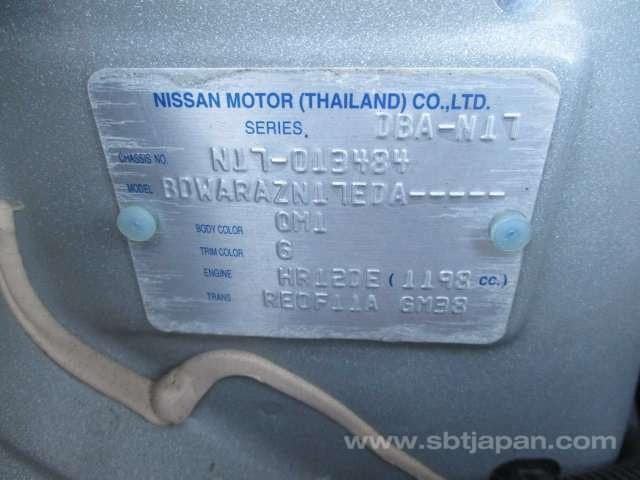 NISSAN MOTOR (THAILAND) CO.,LTD.
SERIES. DBA-N17
CHASSIS NO. N17-013484
MODEL BDWARAZN17EDA-----
BODY COLOR QM1
TRIM COLOR G
ENGINE HR12DE (1198 cc.)
TRANS RE0F11A GM38
www.sbtjapan.com